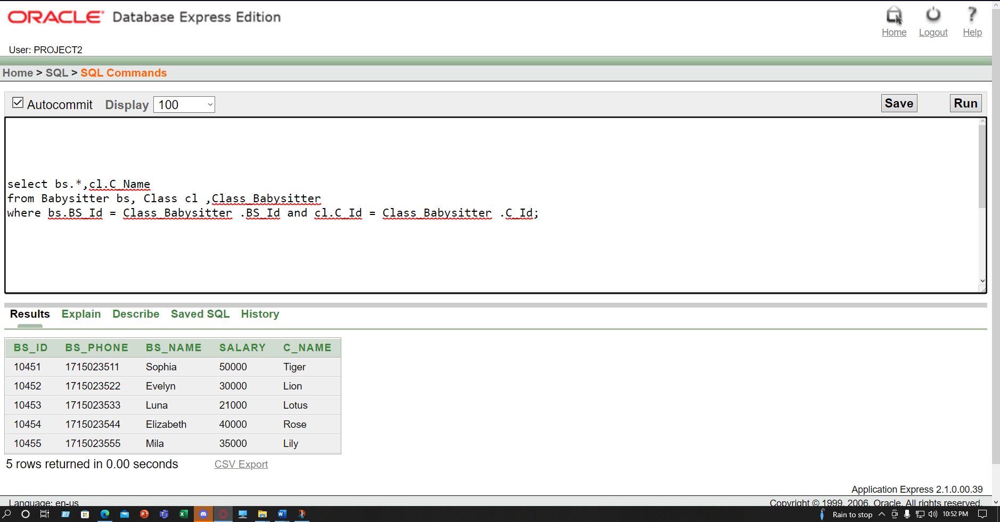 ORACLE Database Express Edition
Home Logout Help
User: PROJECT2
Home > SQL > SQL Commands
Autocommit Display 100 Save Run
select bs.*,cl.C_Name
from Babysitter bs, Class cl ,Class_Babysitter
where bs.BS_Id = Class_Babysitter .BS_Id and cl.C_Id = Class_Babysitter .C_Id;
Results Explain Describe Saved SQL History
BS_ID BS_PHONE BS_NAME SALARY C_NAME
10451 1715023511 Sophia 50000 Tiger
10452 1715023522 Evelyn 30000 Lion
10453 1715023533 Luna 21000 Lotus
10454 1715023544 Elizabeth 40000 Rose
10455 1715023555 Mila 35000 Lily
5 rows returned in 0.00 seconds CSV Export
Application Express 2.1.0.00.39
Language: en-us Copyright © 1999, 2006, Oracle. All rights reserved.
Rain to stop 10:52 PM